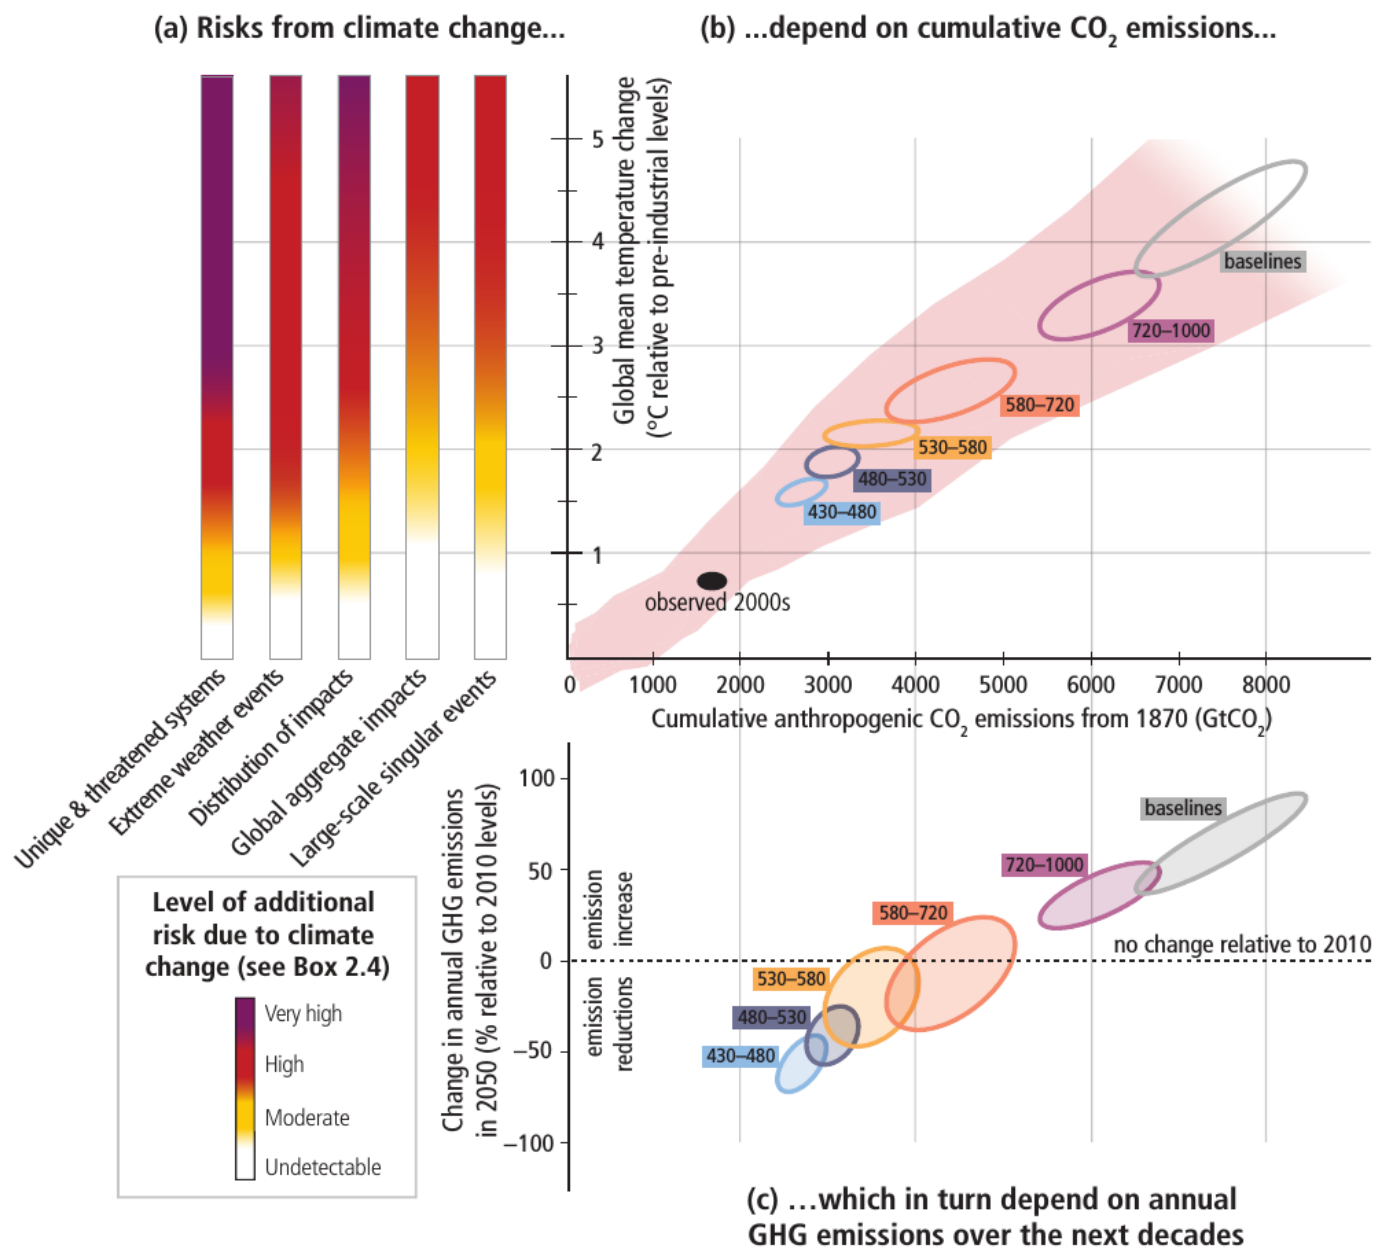 (a) Risks from climate change...
(b) ...depend on cumulative CO2 emissions...
Global mean temperature change
(°C relative to pre-industrial levels)
5
4
3
2
1
baselines
720–1000
580–720
530–580
480–530
430–480
observed 2000s
0 1000 2000 3000 4000 5000 6000 7000 8000
Cumulative anthropogenic CO2 emissions from 1870 (GtCO2)
Unique & threatened systems
Extreme weather events
Distribution of impacts
Global aggregate impacts
Large-scale singular events
Level of additional
risk due to climate
change (see Box 2.4)
Very high
High
Moderate
Undetectable
Change in annual GHG emissions
in 2050 (% relative to 2010 levels)
100
50
0
−50
−100
emission
increase
emission
reductions
baselines
720–1000
580–720
no change relative to 2010
530–580
480–530
430–480
(c) ...which in turn depend on annual
GHG emissions over the next decades